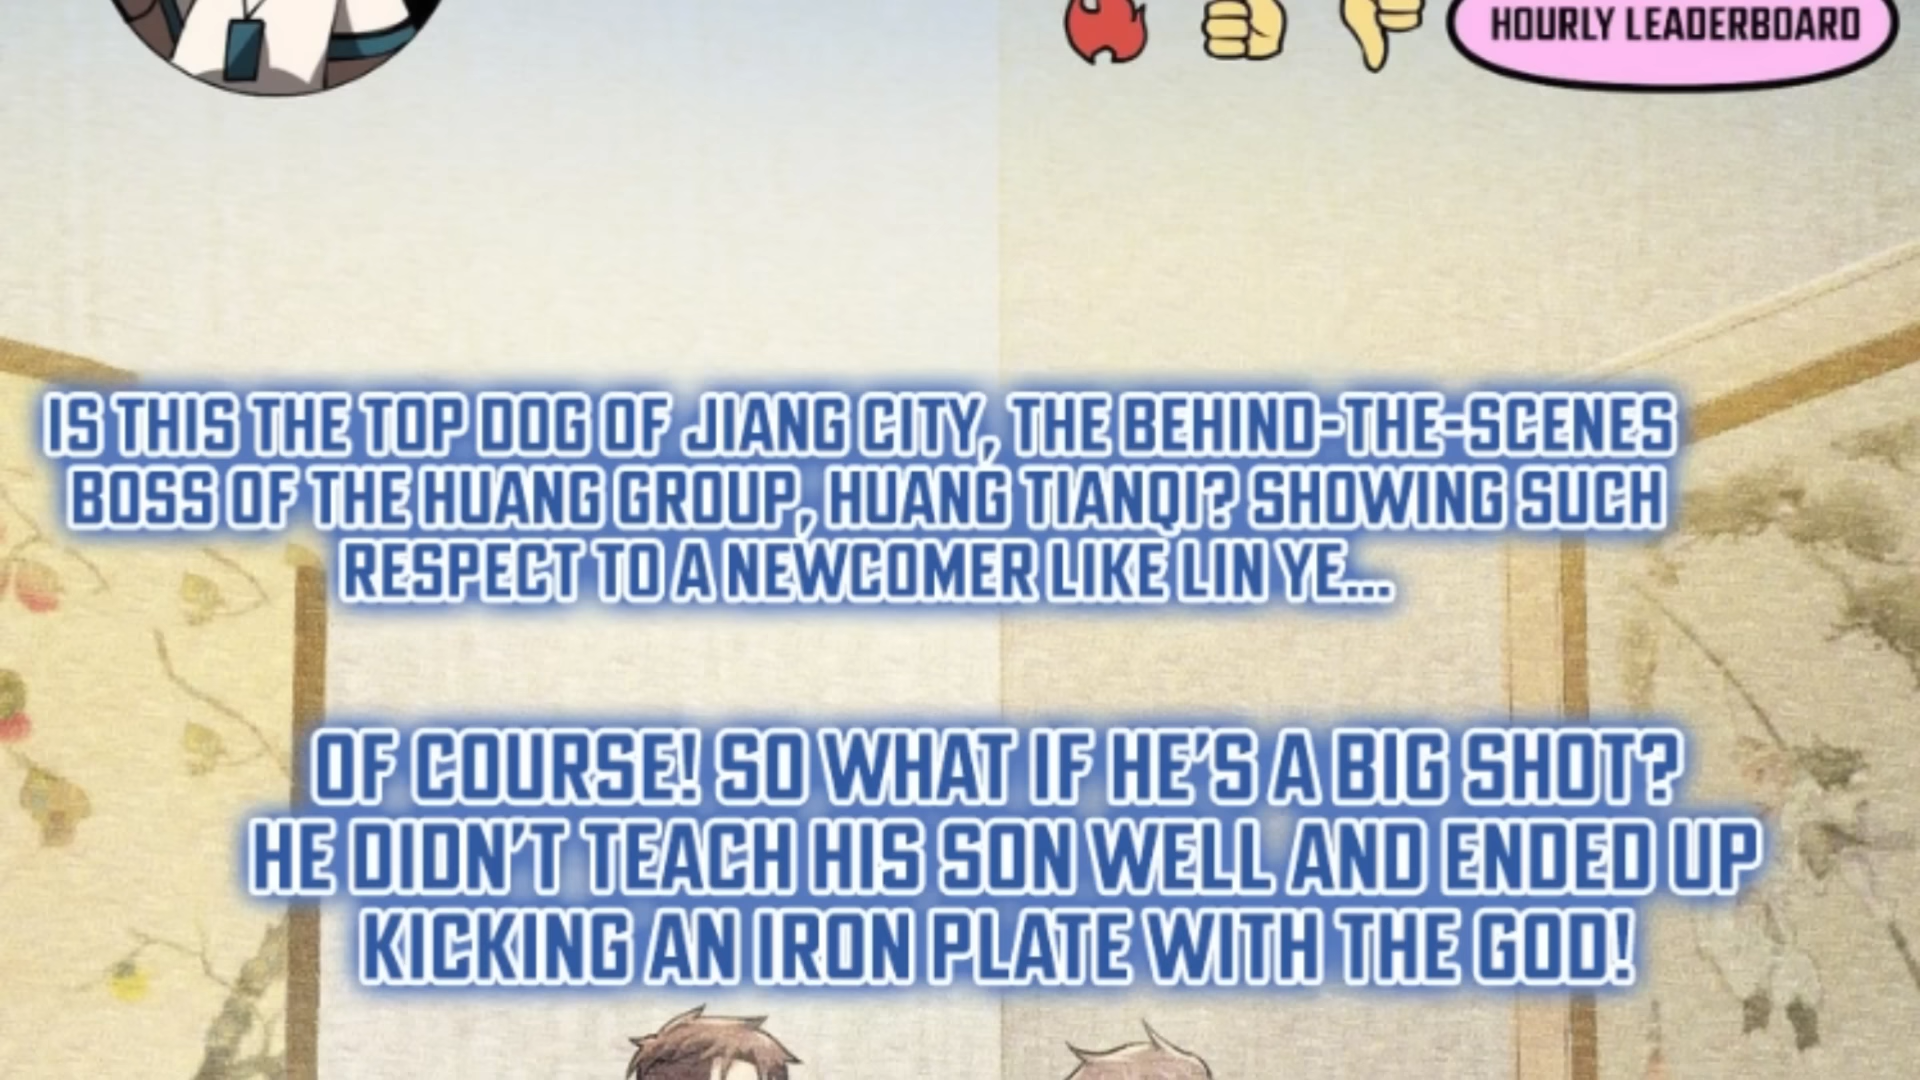 HOURLY LEADERBOARD
IS THIS THE TOP DOG OF JIANG CITY, THE BEHIND-THE-SCENES
BOSS OF THE HUANG GROUP, HUANG TIANQI? SHOWING SUCH
RESPECT TO A NEWCOMER LIKE LIN YE...
OF COURSE! SO WHAT IF HE'S A BIG SHOT?
HE DIDN'T TEACH HIS SON WELL AND ENDED UP
KICKING AN IRON PLATE WITH THE GOD!